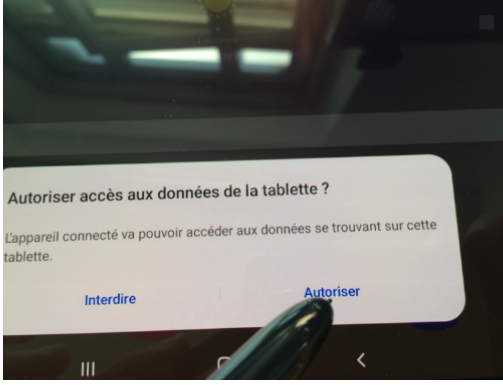 Autoriser accès aux données de la tablette ?
L'appareil connecté va pouvoir accéder aux données se trouvant sur cette
tablette.
Interdire
Autoriser